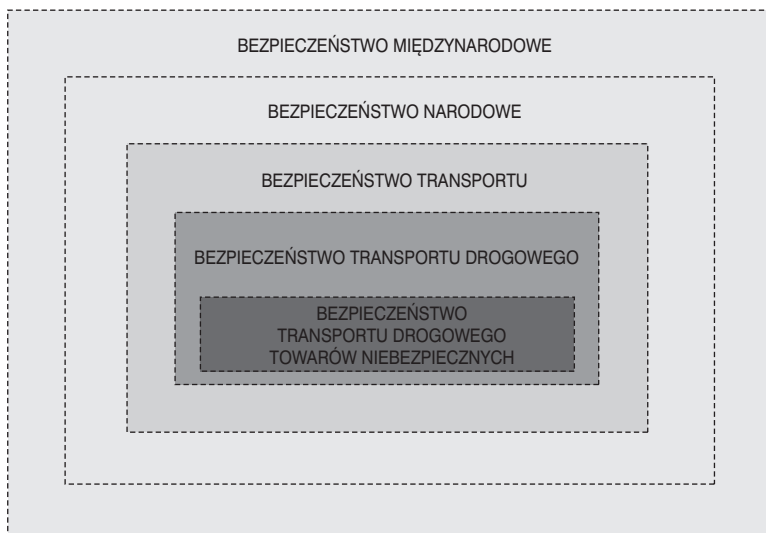 BEZPIECZEŃSTWO MIĘDZYNARODOWE
BEZPIECZEŃSTWO NARODOWE
BEZPIECZEŃSTWO TRANSPORTU
BEZPIECZEŃSTWO TRANSPORTU DROGOWEGO
BEZPIECZEŃSTWO
TRANSPORTU DROGOWEGO
TOWARÓW NIEBEZPIECZNYCH